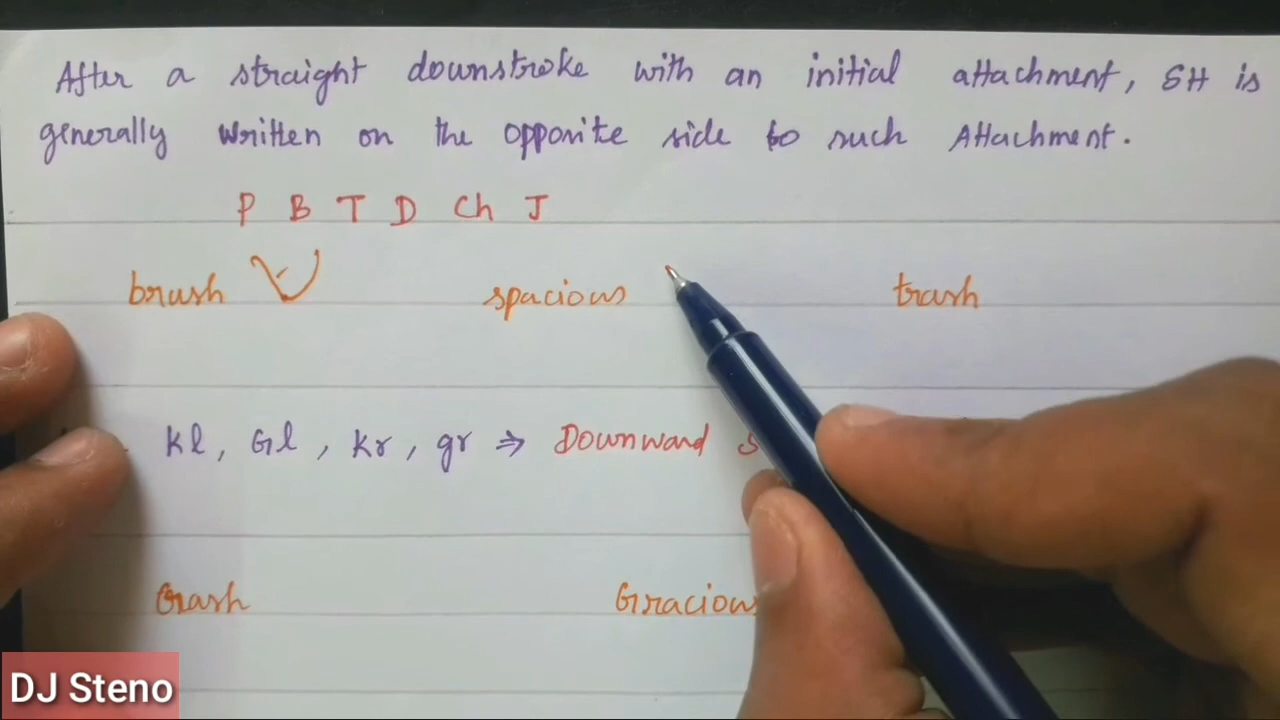 After a straight downstroke with an initial attachment, SH is
generally written on the opposite side to such Attachment.
P B T D Ch J
brush spacious trash
Kl, Gl, Kr, gr ⇒ Downward
Crash Gracious
DJ Steno